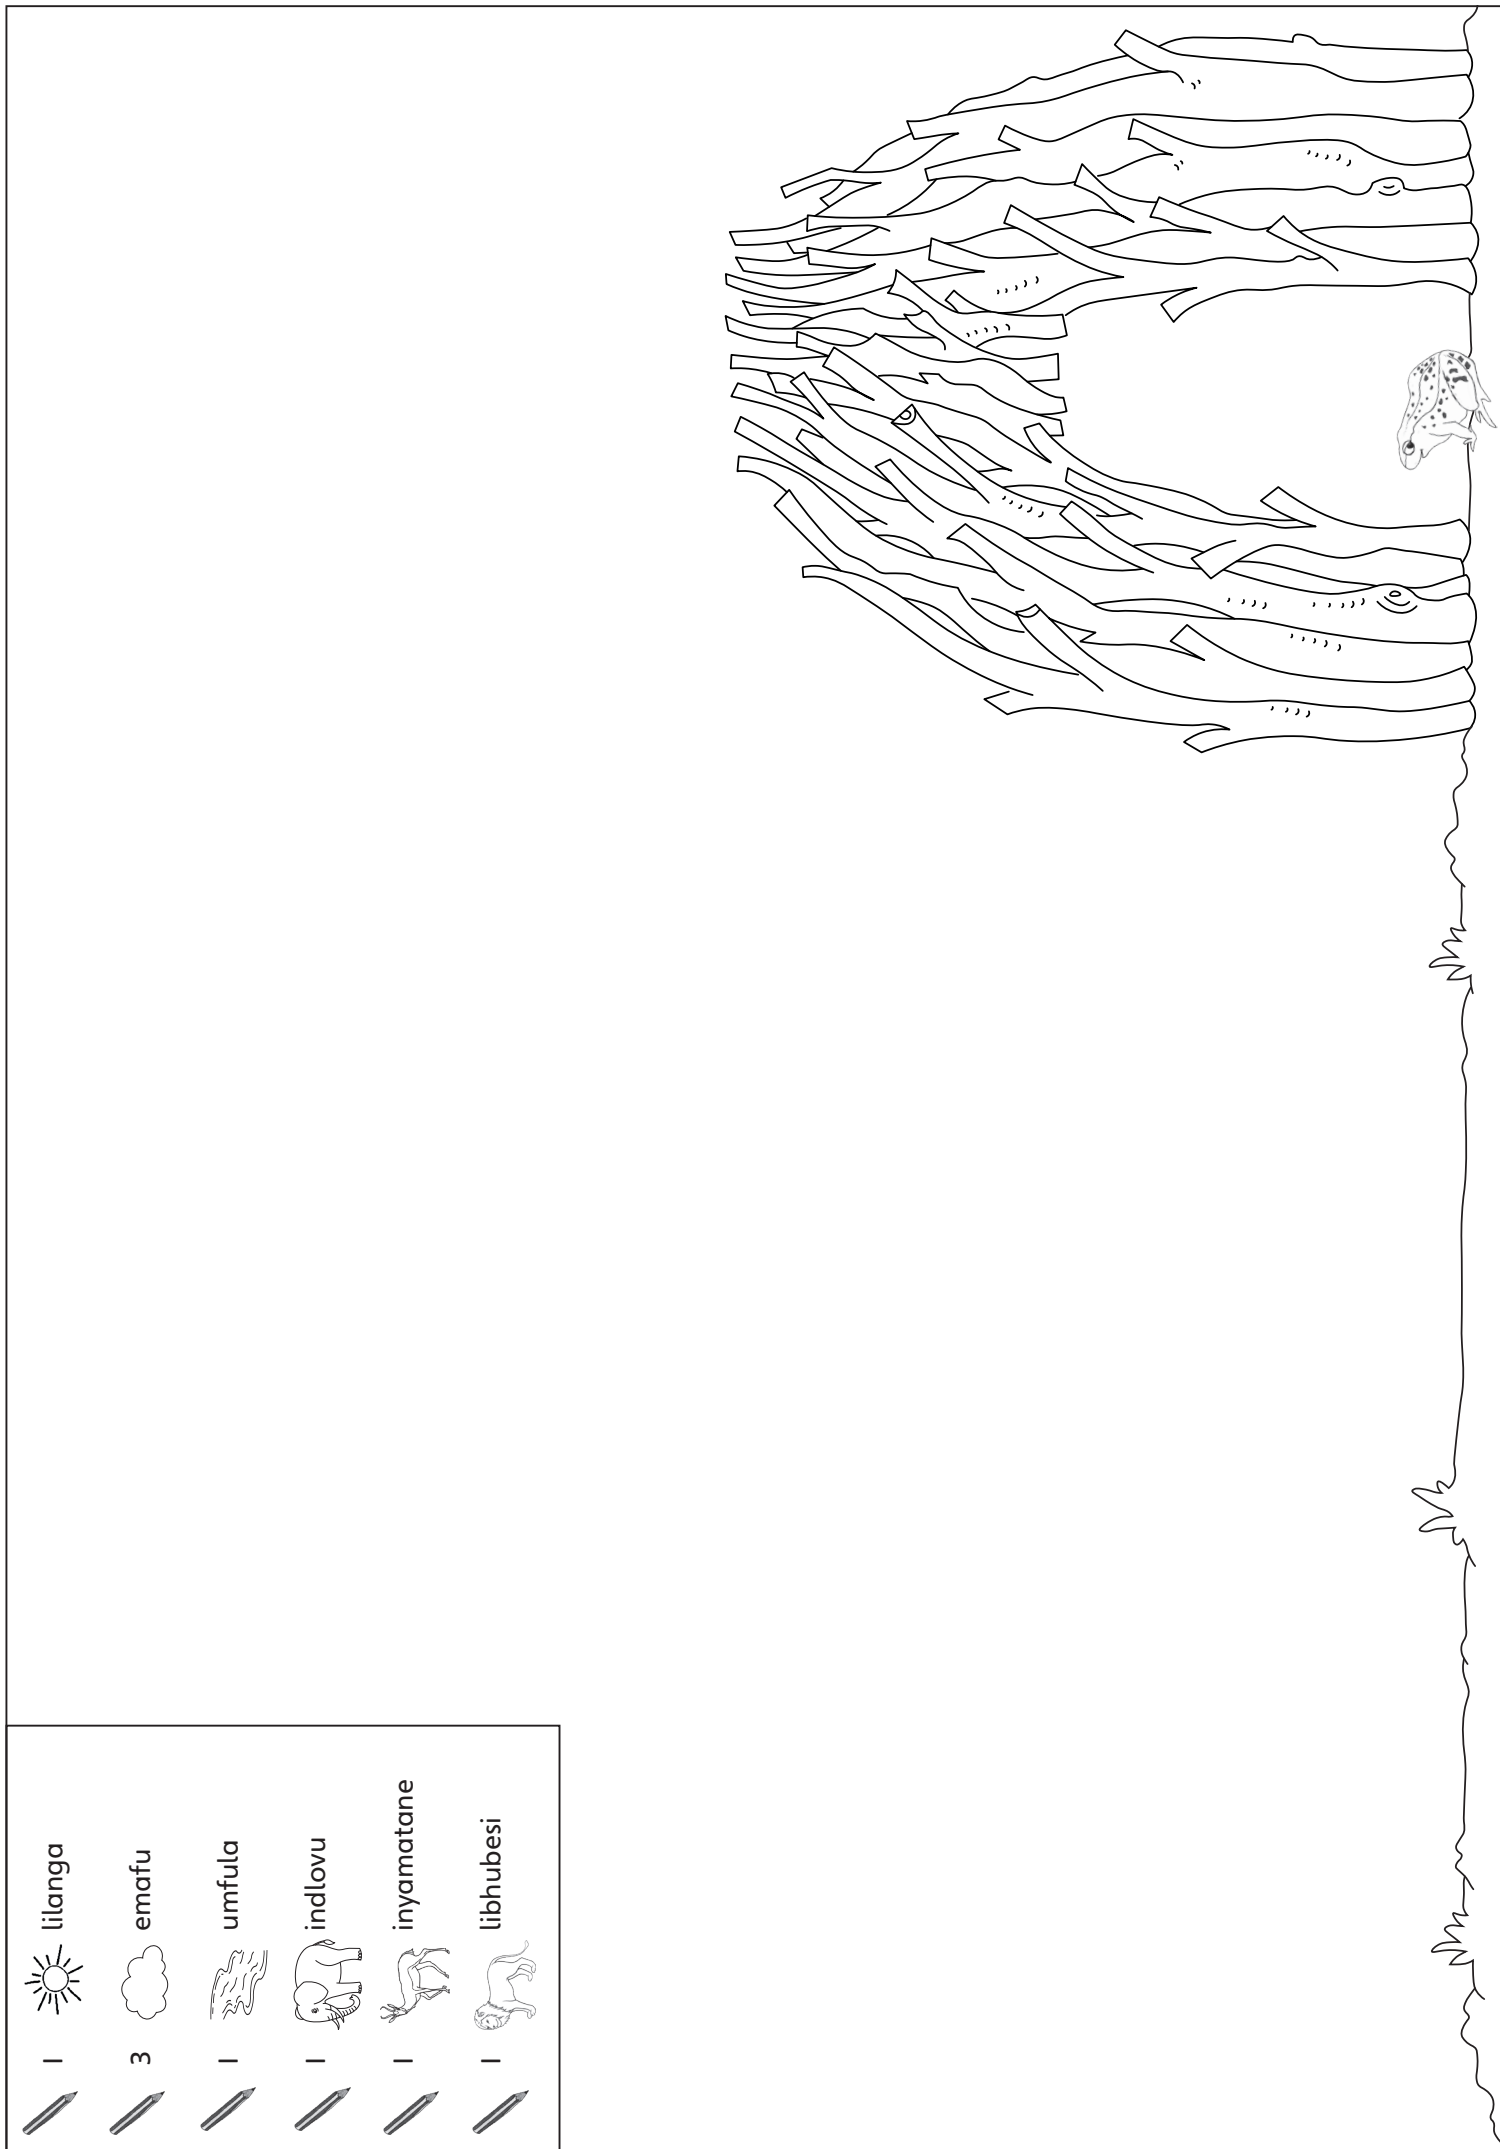 1 lilanga
3 emafu
1 umfula
1 indlovu
1 inyamatane
1 libhubesi